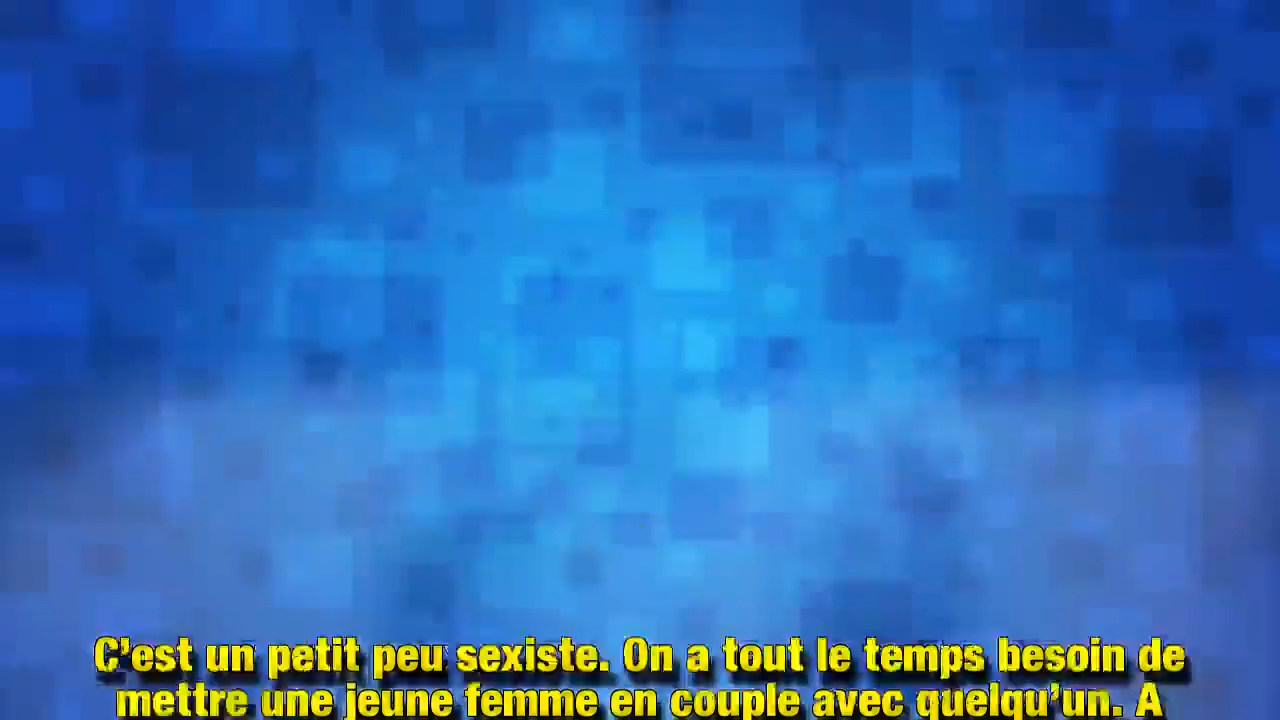 C'est un petit peu sexiste. On a tout le temps besoin de
mettre une jeune femme en couple avec quelqu'un. A